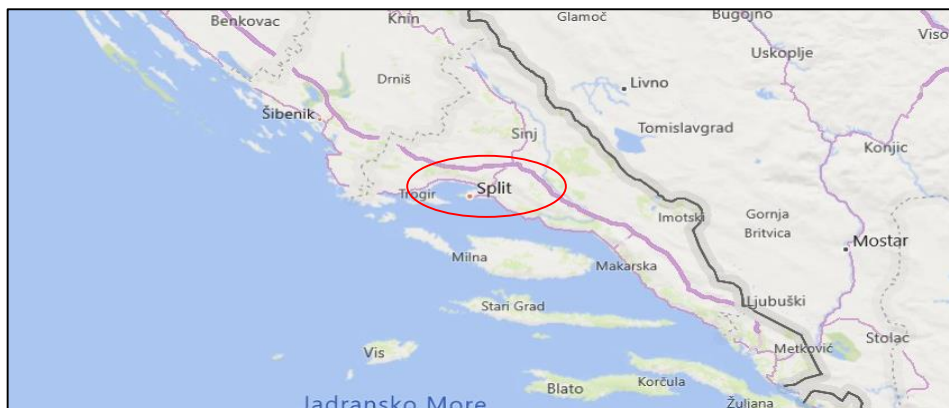 Benkovac
Knin
Glamoč
Bugojno
Uskoplje
Drniš
Livno
Šibenik
Sinj
Tomislavgrad
Konjic
Trogir
Split
Imotski
Gornja
Britvica
Mostar
Milna
Makarska
Stari Grad
Ljubuški
Stolac
Vis
Metković
Blato
Korčula
Jadransko More
Žuljana